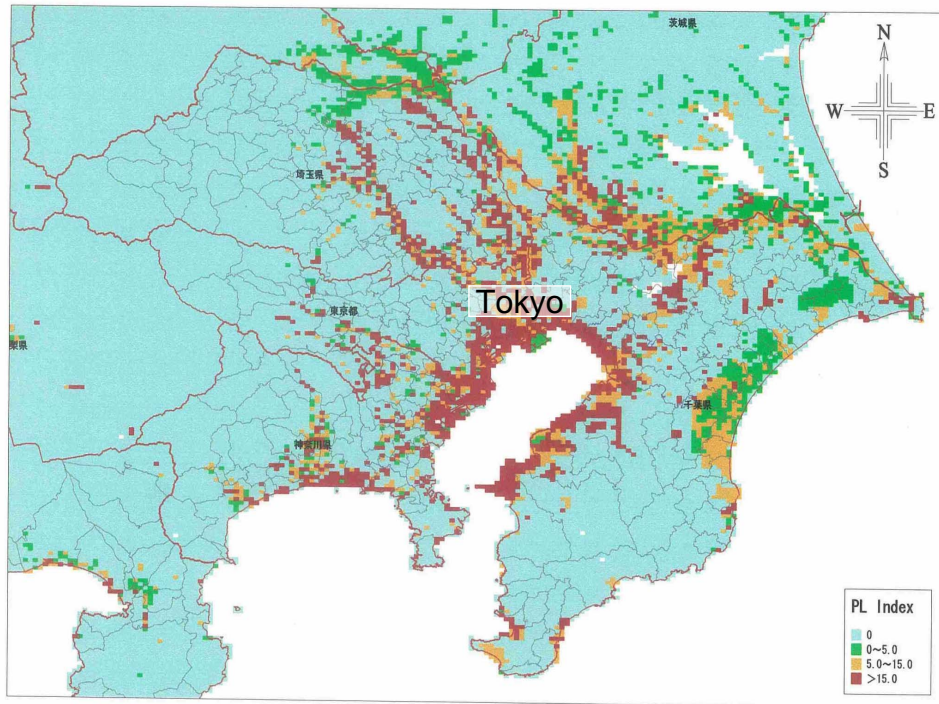 茨城県
N
W
E
S
埼玉県
Tokyo
東京都
梨県
千葉県
神奈川県
PL Index
0
0~5.0
5.0~15.0
>15.0